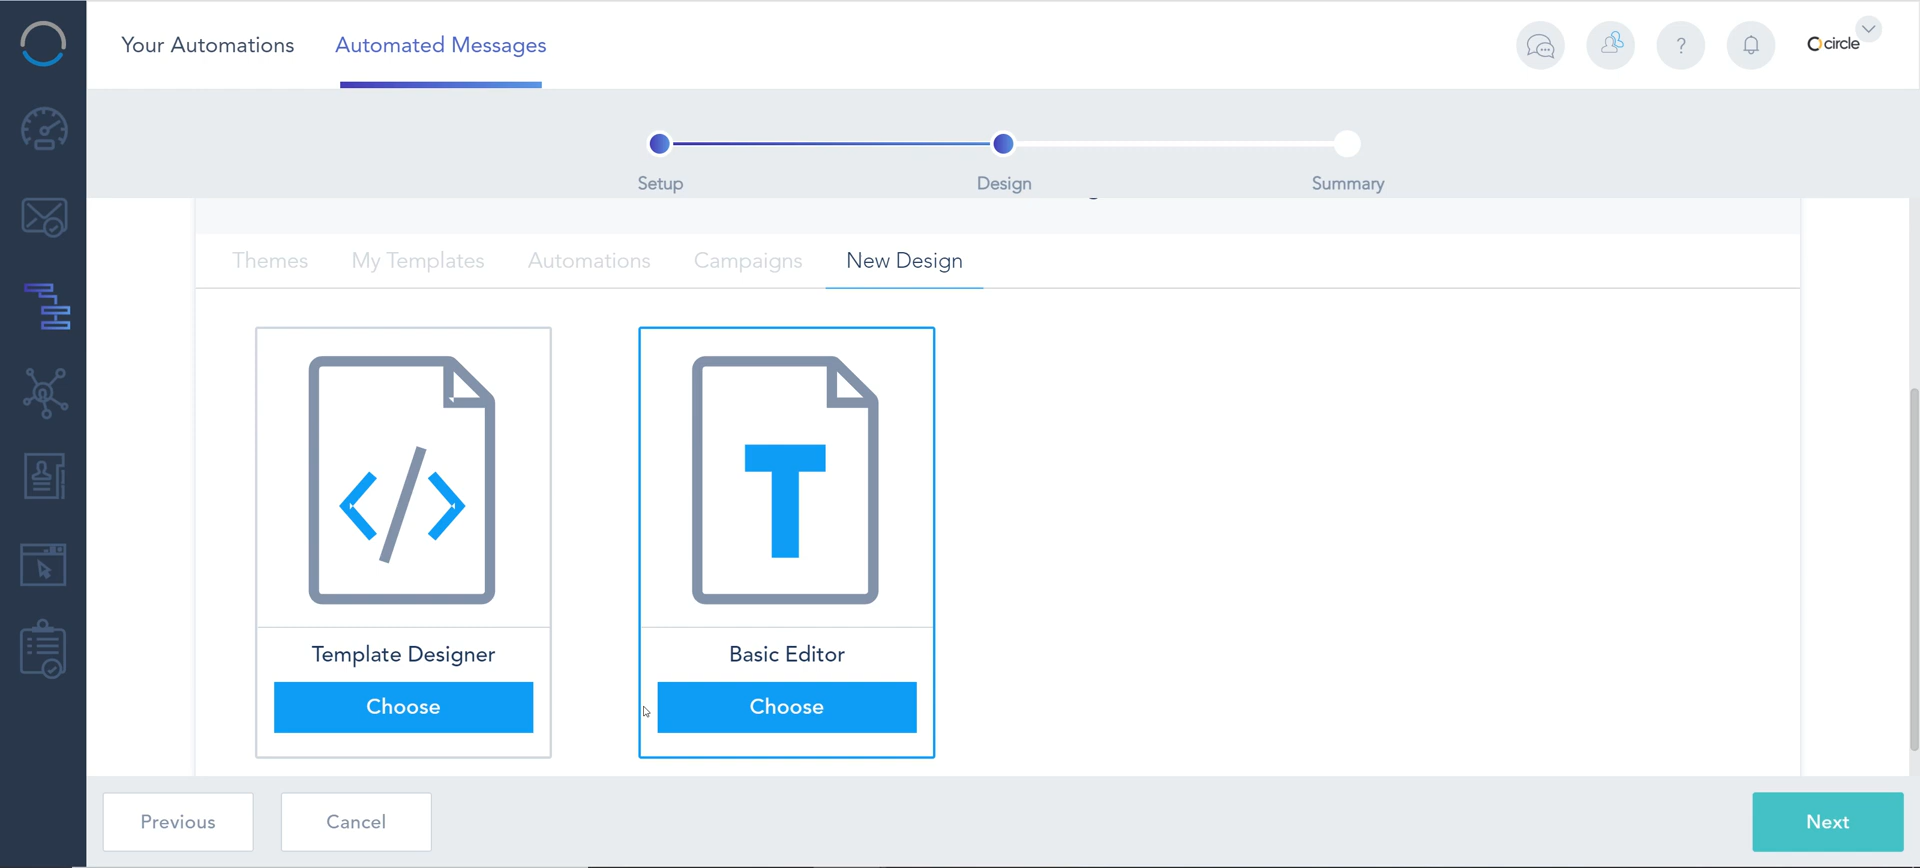 Your Automations
Automated Messages
?
circle
Setup
Design
Summary
Themes
My Templates
Automations
Campaigns
New Design
T
Template Designer
Basic Editor
Choose
Choose
Previous
Cancel
Next